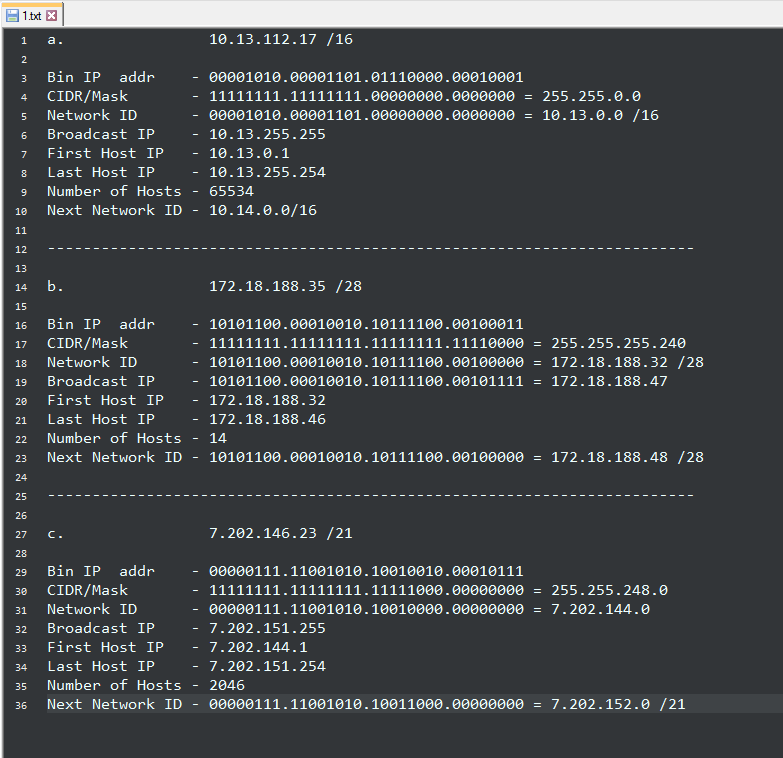 1.txt
1 a. 10.13.112.17 /16
2
3 Bin IP  addr    - 00001010.00001101.01110000.00010001
4 CIDR/Mask       - 11111111.11111111.00000000.0000000 = 255.255.0.0
5 Network ID      - 00001010.00001101.00000000.0000000 = 10.13.0.0 /16
6 Broadcast IP    - 10.13.255.255
7 First Host IP   - 10.13.0.1
8 Last Host IP    - 10.13.255.254
9 Number of Hosts - 65534
10 Next Network ID - 10.14.0.0/16
11
12 ------------------------------------------------------------------------
13
14 b. 172.18.188.35 /28
15
16 Bin IP  addr    - 10101100.00010010.10111100.00100011
17 CIDR/Mask       - 11111111.11111111.11111111.11110000 = 255.255.255.240
18 Network ID      - 10101100.00010010.10111100.00100000 = 172.18.188.32 /28
19 Broadcast IP    - 10101100.00010010.10111100.00101111 = 172.18.188.47
20 First Host IP   - 172.18.188.32
21 Last Host IP    - 172.18.188.46
22 Number of Hosts - 14
23 Next Network ID - 10101100.00010010.10111100.00100000 = 172.18.188.48 /28
24
25 ------------------------------------------------------------------------
26
27 c. 7.202.146.23 /21
28
29 Bin IP  addr    - 00000111.11001010.10010010.00010111
30 CIDR/Mask       - 11111111.11111111.11111000.00000000 = 255.255.248.0
31 Network ID      - 00000111.11001010.10010000.00000000 = 7.202.144.0
32 Broadcast IP    - 7.202.151.255
33 First Host IP   - 7.202.144.1
34 Last Host IP    - 7.202.151.254
35 Number of Hosts - 2046
36 Next Network ID - 00000111.11001010.10011000.00000000 = 7.202.152.0 /21